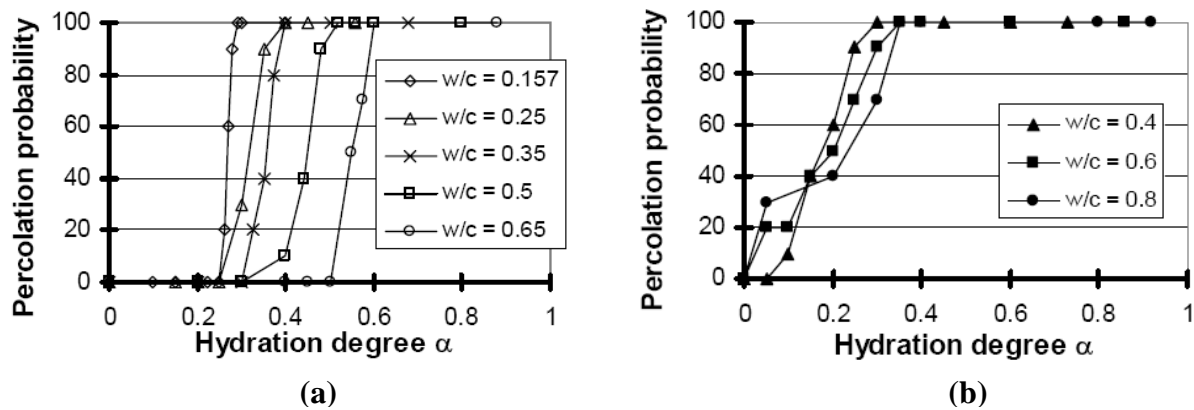 Percolation probability
100
80
60
40
20
0
0
0.2
0.4
0.6
0.8
1
Hydration degree α
w/c = 0.157
w/c = 0.25
w/c = 0.35
w/c = 0.5
w/c = 0.65
(a)
Percolation probability
100
80
60
40
20
0
0
0.2
0.4
0.6
0.8
1
Hydration degree α
w/c = 0.4
w/c = 0.6
w/c = 0.8
(b)